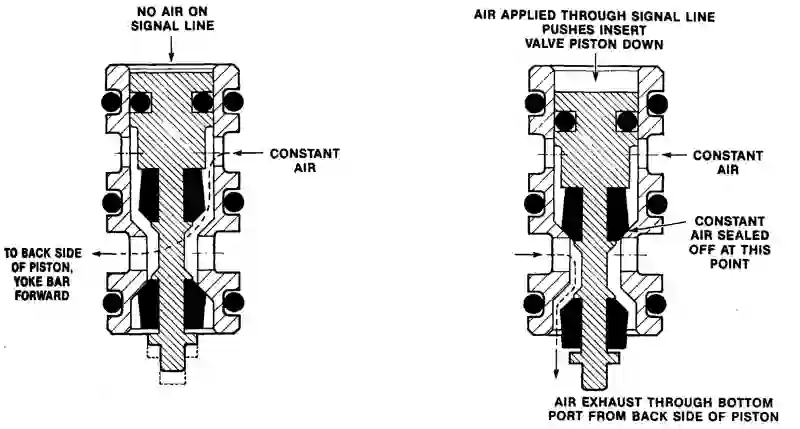 NO AIR ON
SIGNAL LINE
CONSTANT
AIR
TO BACK SIDE
OF PISTON,
YOKE BAR
FORWARD
AIR APPLIED THROUGH SIGNAL LINE
PUSHES INSERT
VALVE PISTON DOWN
CONSTANT
AIR
CONSTANT
AIR SEALED
OFF AT THIS
POINT
AIR EXHAUST THROUGH BOTTOM
PORT FROM BACK SIDE OF PISTON